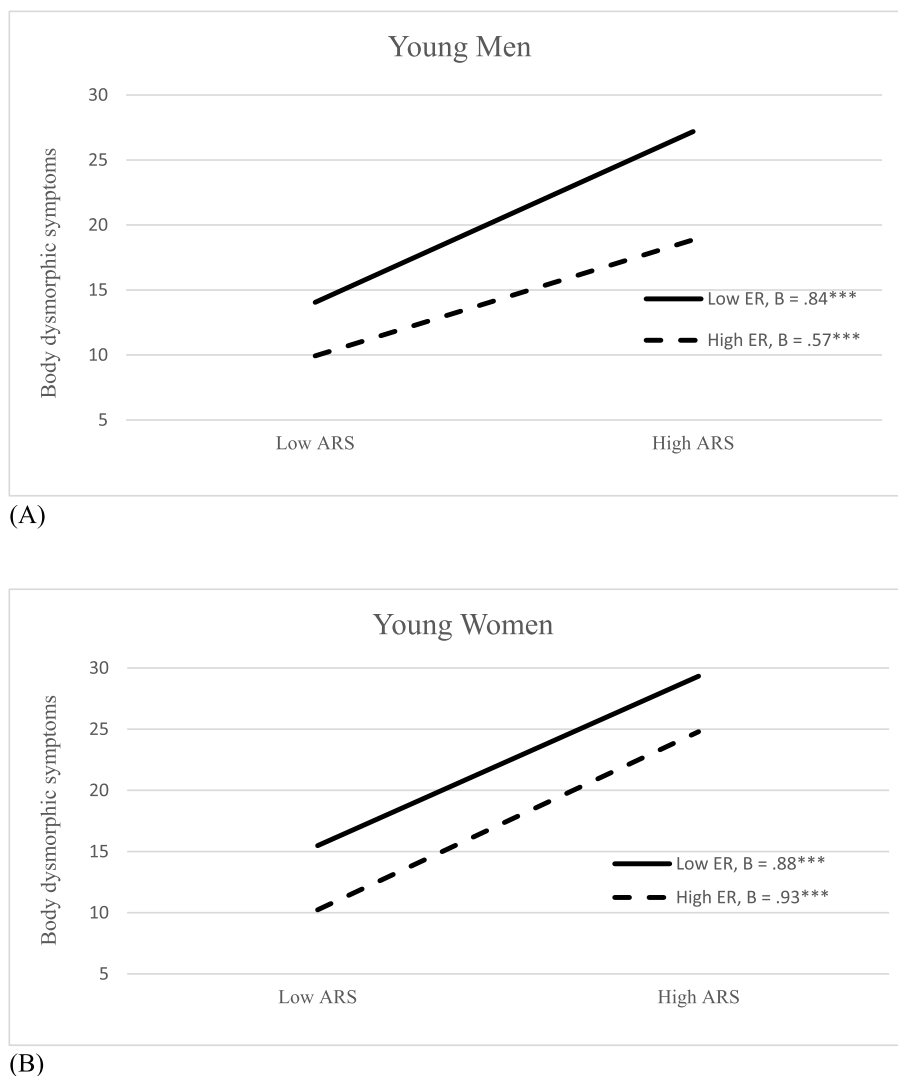 Young Men
Body dysmorphic symptoms
30
25
20
15
10
5
Low ER, B = .84***
High ER, B = .57***
Low ARS
High ARS
(A)
Young Women
Body dysmorphic symptoms
30
25
20
15
10
5
Low ER, B = .88***
High ER, B = .93***
Low ARS
High ARS
(B)